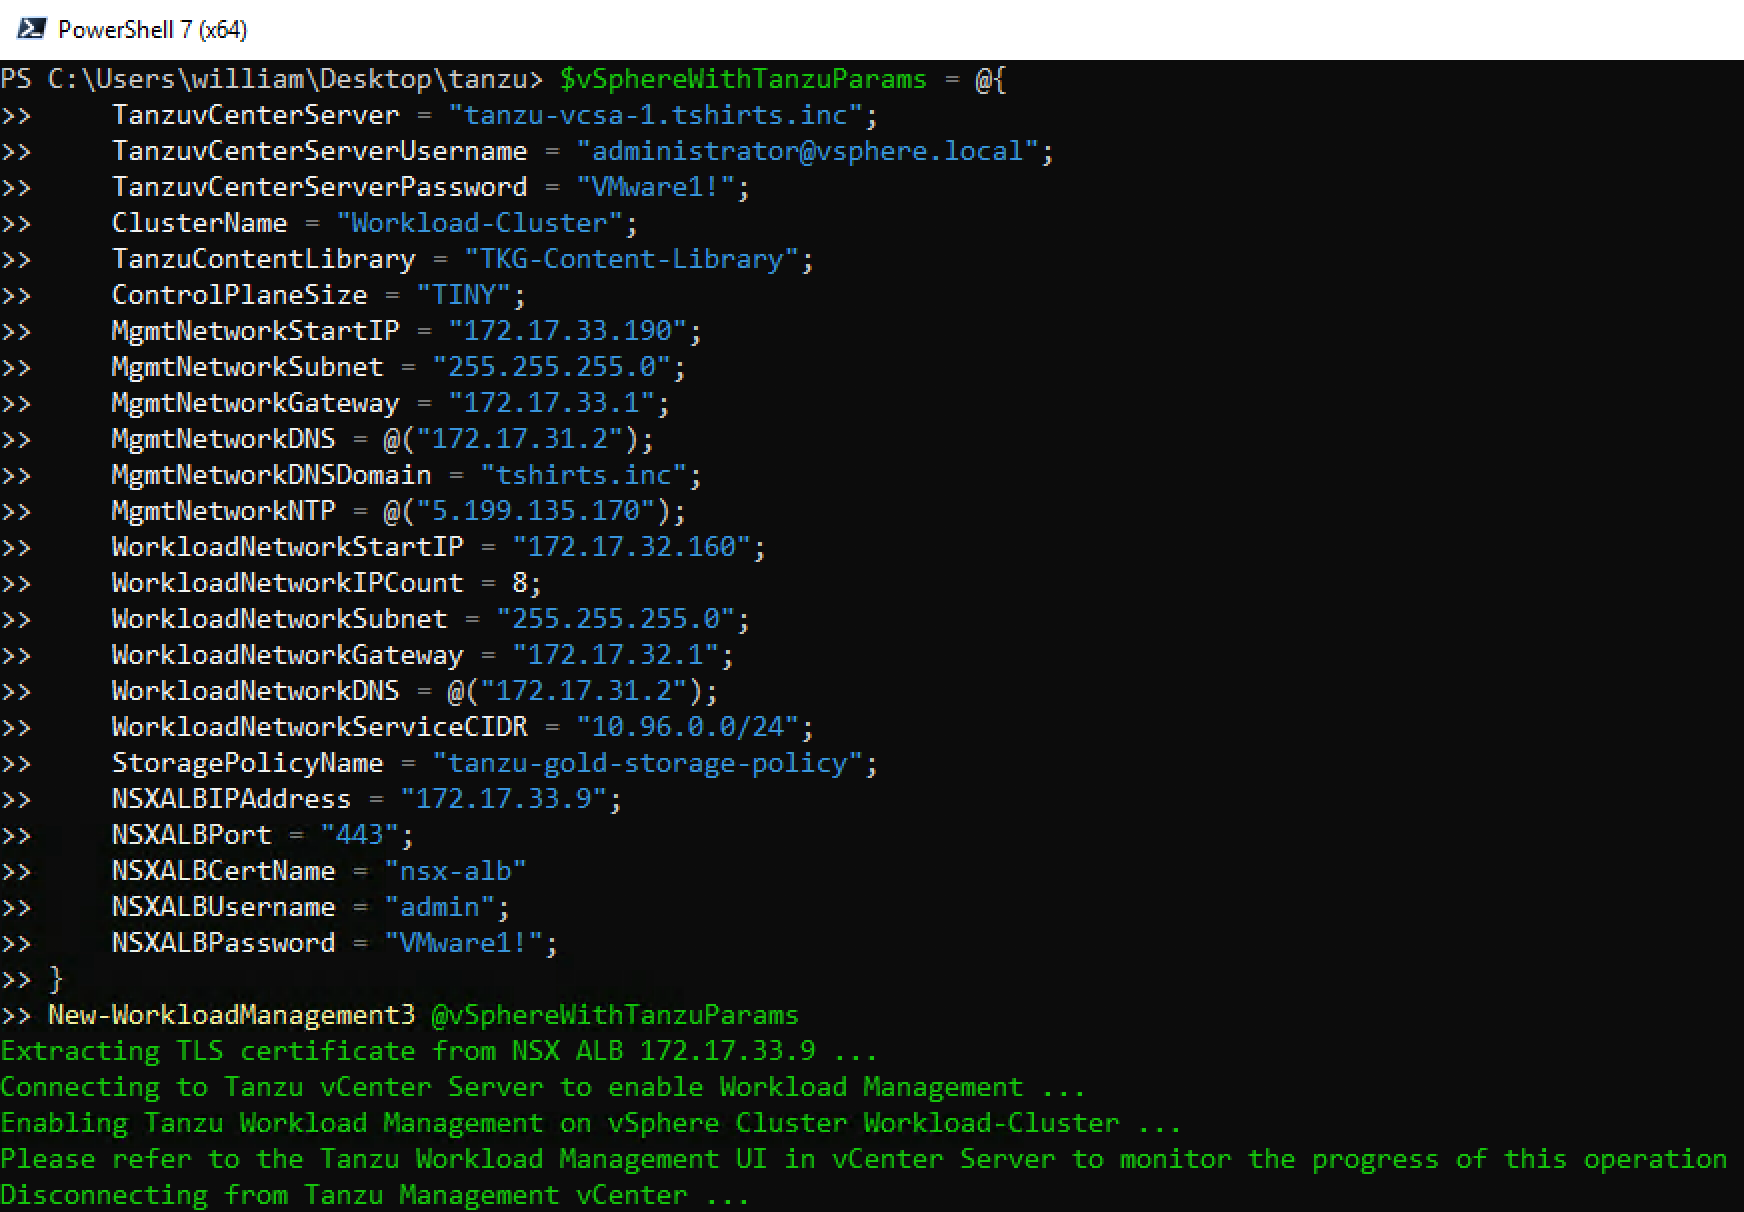 PowerShell 7 (x64)
PS C:\Users\william\Desktop\tanzu> $vSphereWithTanzuParams = @{
>>     TanzuvCenterServer = "tanzu-vcsa-1.tshirts.inc";
>>     TanzuvCenterServerUsername = "administrator@vsphere.local";
>>     TanzuvCenterServerPassword = "VMware1!";
>>     ClusterName = "Workload-Cluster";
>>     TanzuContentLibrary = "TKG-Content-Library";
>>     ControlPlaneSize = "TINY";
>>     MgmtNetworkStartIP = "172.17.33.190";
>>     MgmtNetworkSubnet = "255.255.255.0";
>>     MgmtNetworkGateway = "172.17.33.1";
>>     MgmtNetworkDNS = @("172.17.31.2");
>>     MgmtNetworkDNSDomain = "tshirts.inc";
>>     MgmtNetworkNTP = @("5.199.135.170");
>>     WorkloadNetworkStartIP = "172.17.32.160";
>>     WorkloadNetworkIPCount = 8;
>>     WorkloadNetworkSubnet = "255.255.255.0";
>>     WorkloadNetworkGateway = "172.17.32.1";
>>     WorkloadNetworkDNS = @("172.17.31.2");
>>     WorkloadNetworkServiceCIDR = "10.96.0.0/24";
>>     StoragePolicyName = "tanzu-gold-storage-policy";
>>     NSXALBIPAddress = "172.17.33.9";
>>     NSXALBPort = "443";
>>     NSXALBCertName = "nsx-alb"
>>     NSXALBUsername = "admin";
>>     NSXALBPassword = "VMware1!";
>> }
>> New-WorkloadManagement3 @vSphereWithTanzuParams
Extracting TLS certificate from NSX ALB 172.17.33.9 ...
Connecting to Tanzu vCenter Server to enable Workload Management ...
Enabling Tanzu Workload Management on vSphere Cluster Workload-Cluster ...
Please refer to the Tanzu Workload Management UI in vCenter Server to monitor the progress of this operation
Disconnecting from Tanzu Management vCenter ...